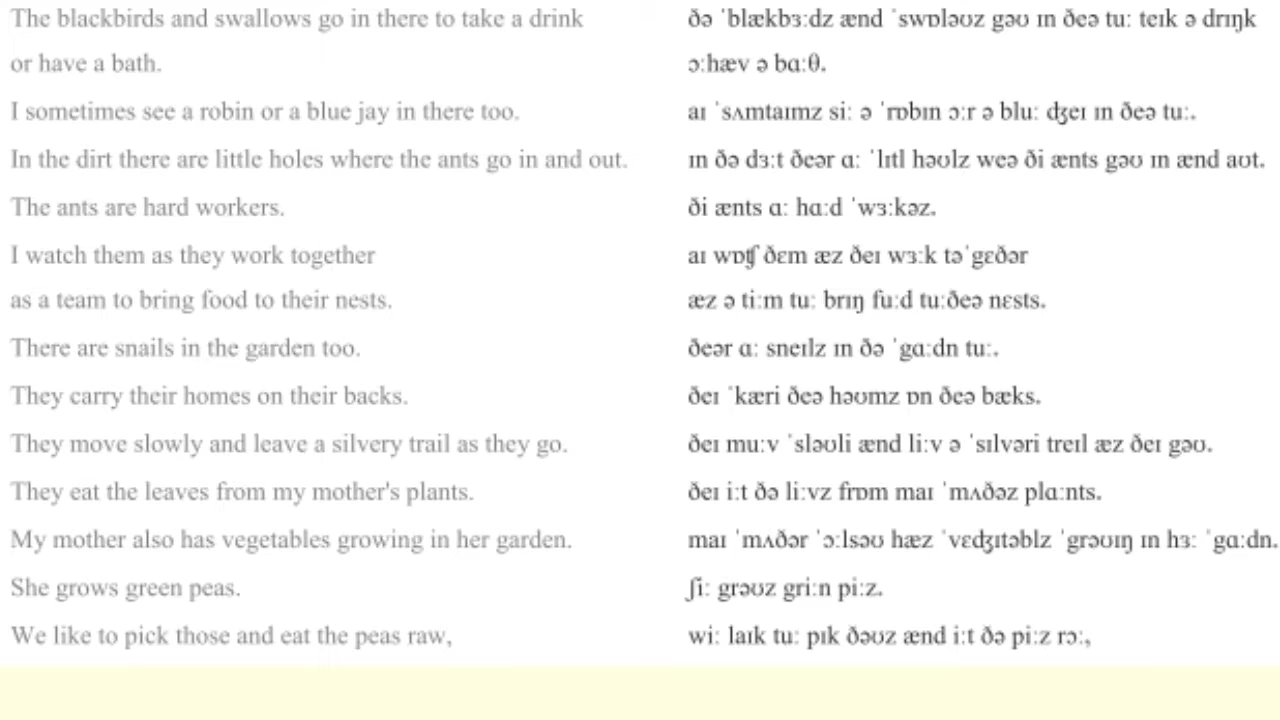 The blackbirds and swallows go in there to take a drink
ðə ˈblækbɜːdz ænd ˈswɒləʊz gəʊ ɪn ðeə tuː teɪk ə drɪŋk
or have a bath.
ɔːhæv ə bɑːθ.
I sometimes see a robin or a blue jay in there too.
aɪ ˈsʌmtaɪmz siː ə ˈrɒbɪn ɔːr ə bluː ʤeɪ ɪn ðeə tuː.
In the dirt there are little holes where the ants go in and out.
ɪn ðə dɜːt ðeər ɑː ˈlɪtl həʊlz weə ði ænts gəʊ ɪn ænd aʊt.
The ants are hard workers.
ði ænts ɑː hɑːd ˈwɜːkəz.
I watch them as they work together
aɪ wɒʧ ðɛm æz ðeɪ wɜːk təˈgɛðər
as a team to bring food to their nests.
æz ə tiːm tuː brɪŋ fuːd tuːðeə nɛsts.
There are snails in the garden too.
ðeər ɑː sneɪlz ɪn ðə ˈgɑːdn tuː.
They carry their homes on their backs.
ðeɪ ˈkæri ðeə həʊmz ɒn ðeə bæks.
They move slowly and leave a silvery trail as they go.
ðeɪ muːv ˈsləʊli ænd liːv ə ˈsɪlvəri treɪl æz ðeɪ gəʊ.
They eat the leaves from my mother's plants.
ðeɪ iːt ðə liːvz frɒm maɪ ˈmʌðəz plɑːnts.
My mother also has vegetables growing in her garden.
maɪ ˈmʌðər ˈɔːlsəʊ hæz ˈvɛʤɪtəblz ˈgrəʊɪŋ ɪn hɜː ˈgɑːdn.
She grows green peas.
ʃiː grəʊz griːn piːz.
We like to pick those and eat the peas raw,
wiː laɪk tuː pɪk ðəʊz ænd iːt ðə piːz rɔː,